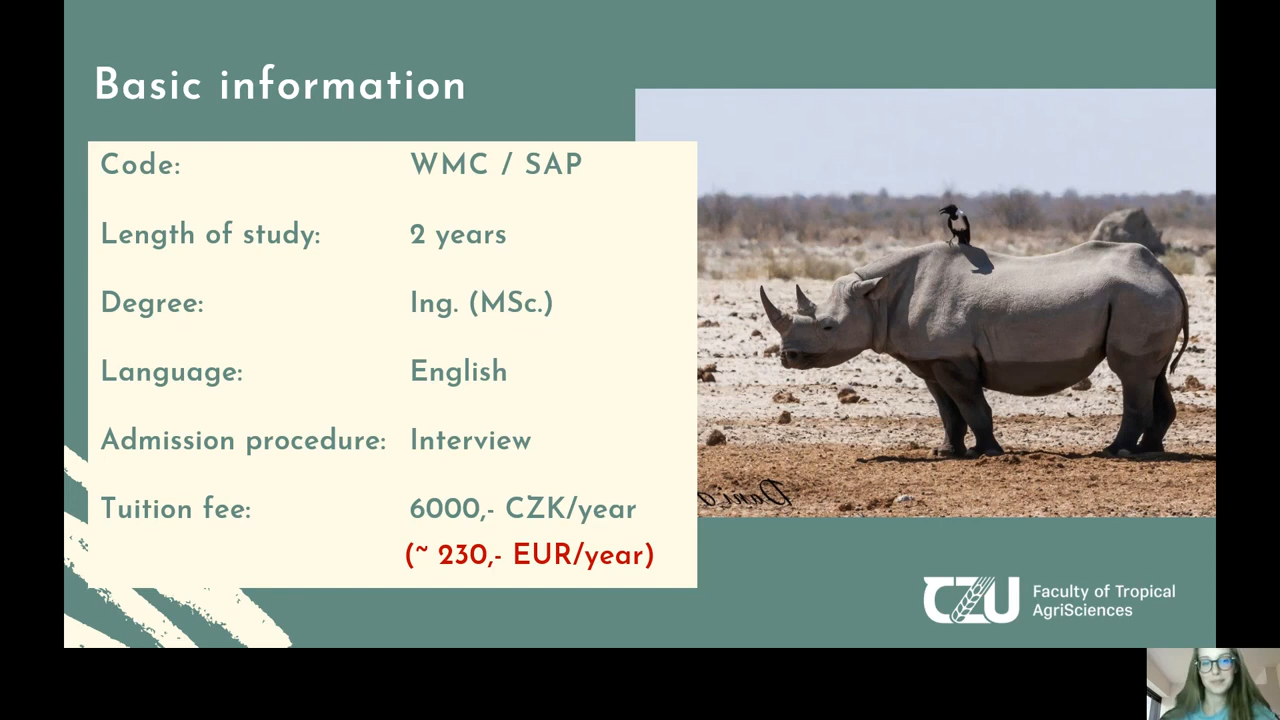 Basic information
Code: WMC / SAP
Length of study: 2 years
Degree: Ing. (MSc.)
Language: English
Admission procedure: Interview
Tuition fee: 6000,- CZK/year
(~ 230,- EUR/year)
CZU Faculty of Tropical
AgriSciences